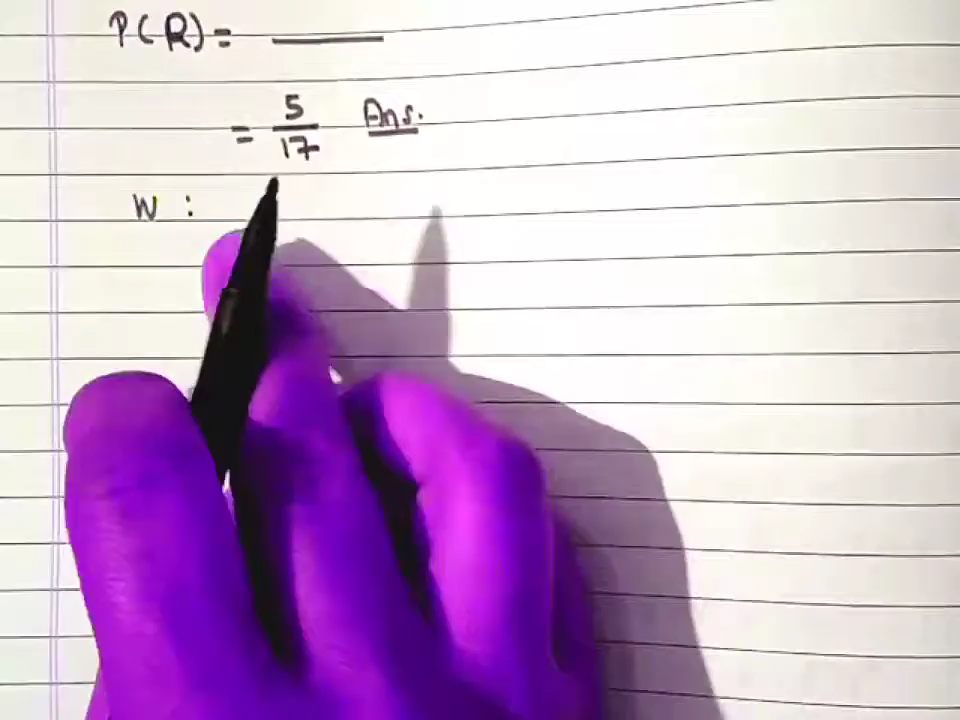 P(R) =
= 5/17 Ans.
W :